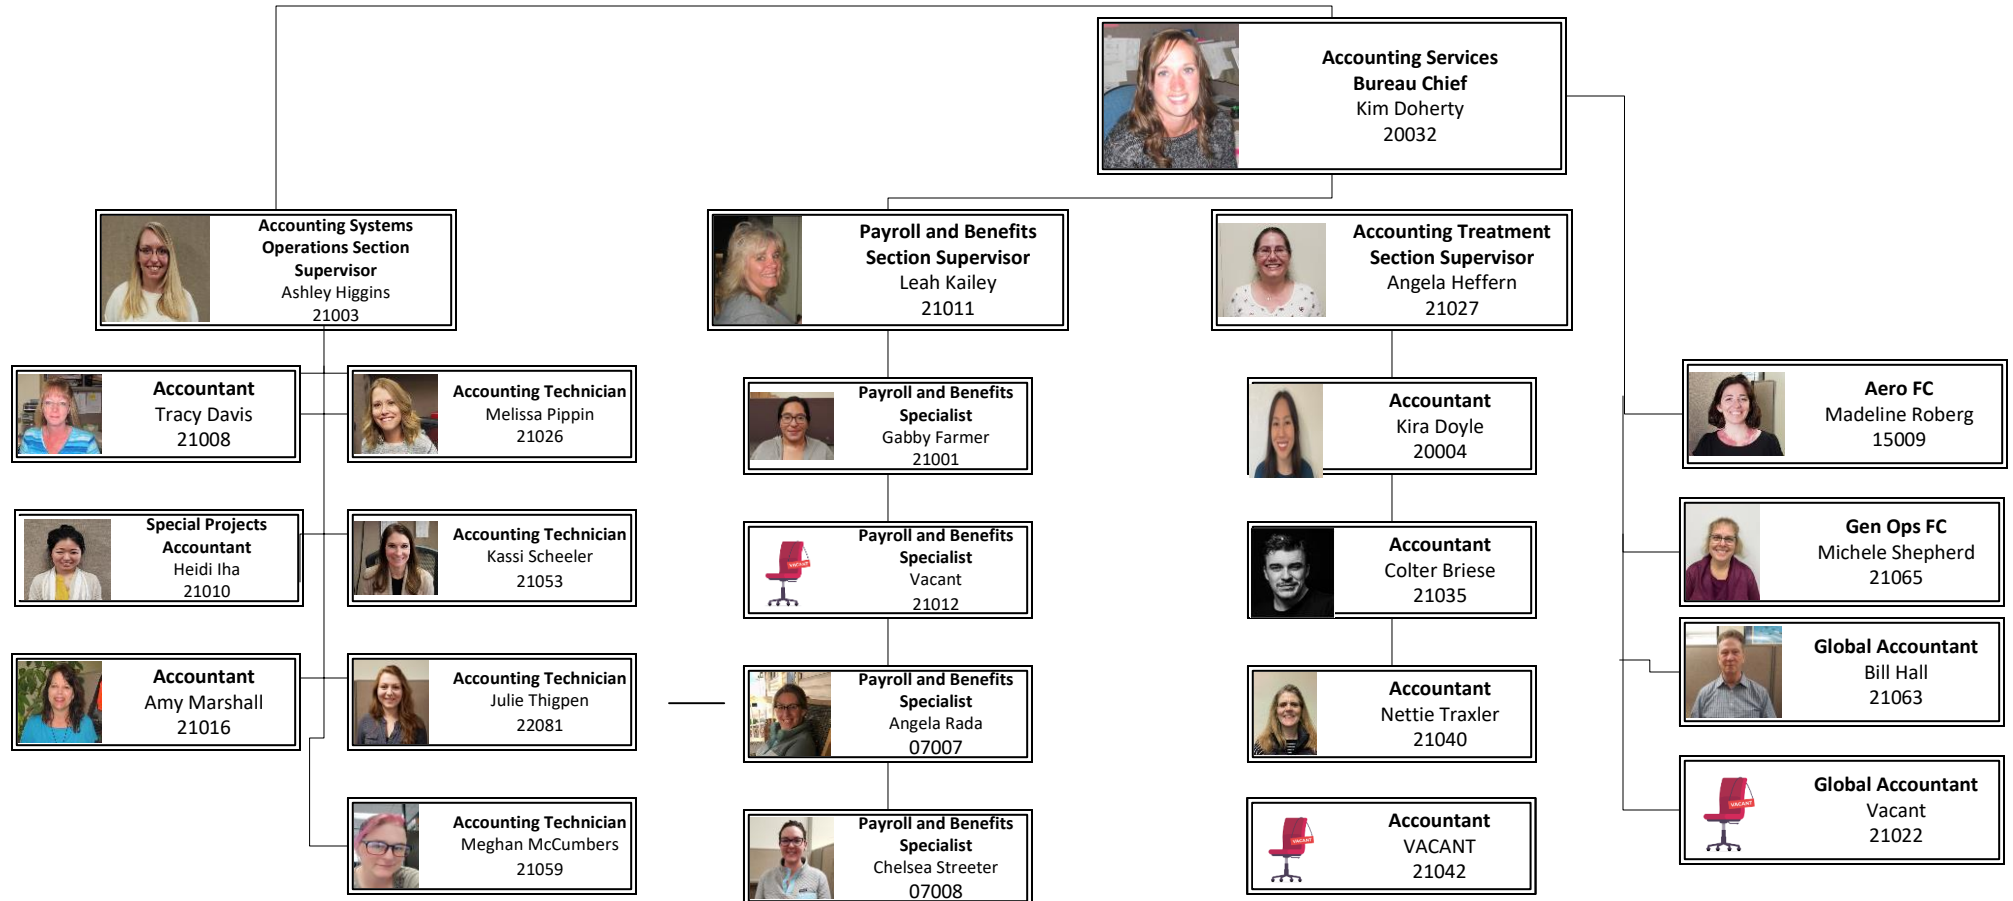 Accounting Services
Bureau Chief
Kim Doherty
20032
Accounting Systems
Operations Section
Supervisor
Ashley Higgins
21003
Payroll and Benefits
Section Supervisor
Leah Kailey
21011
Accounting Treatment
Section Supervisor
Angela Heffern
21027
Accountant
Tracy Davis
21008
Accounting Technician
Melissa Pippin
21026
Payroll and Benefits
Specialist
Gabby Farmer
21001
Accountant
Kira Doyle
20004
Aero FC
Madeline Roberg
15009
Special Projects
Accountant
Heidi Iha
21010
Accounting Technician
Kassi Scheeler
21053
VACANT
Payroll and Benefits
Specialist
Vacant
21012
Accountant
Colter Briese
21035
Gen Ops FC
Michele Shepherd
21065
Global Accountant
Bill Hall
21063
Accountant
Amy Marshall
21016
Accounting Technician
Julie Thigpen
22081
Payroll and Benefits
Specialist
Angela Rada
07007
Accountant
Nettie Traxler
21040
VACANT
Global Accountant
Vacant
21022
Accounting Technician
Meghan McCumbers
21059
Payroll and Benefits
Specialist
Chelsea Streeter
07008
VACANT
Accountant
VACANT
21042